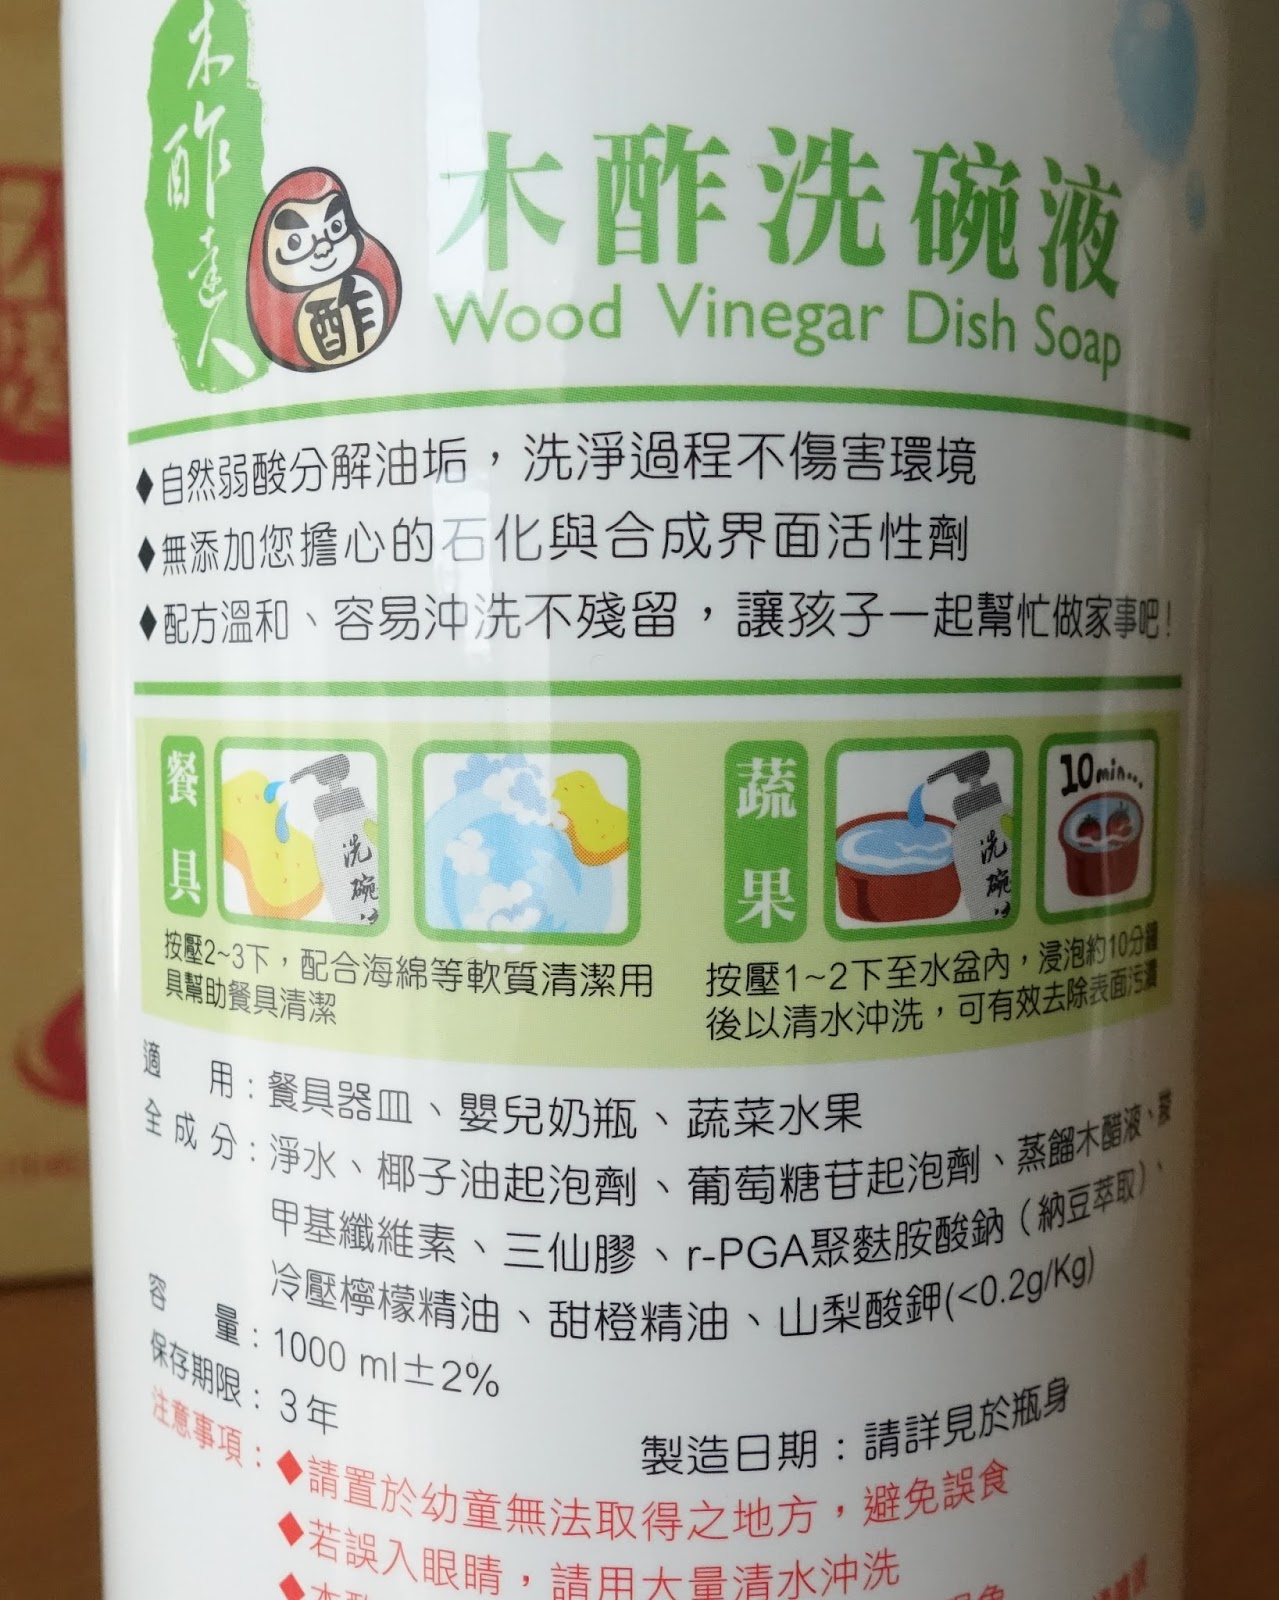 木酢達人
酢
木酢洗碗液
Wood Vinegar Dish Soap
◆自然弱酸分解油垢，洗淨過程不傷害環境
◆無添加您擔心的石化與合成界面活性劑
◆配方溫和、容易沖洗不殘留，讓孩子一起幫忙做家事吧！
餐具
洗碗
蔬果
洗碗
10min...
按壓2~3下，配合海綿等軟質清潔用
具幫助餐具清潔
按壓1~2下至水盆內，浸泡約10分鐘
後以清水沖洗，可有效去除表面污漬
適用：餐具器皿、嬰兒奶瓶、蔬菜水果
全成分：淨水、椰子油起泡劑、葡萄糖苷起泡劑、蒸餾木醋液、
甲基纖維素、三仙膠、r-PGA聚麩胺酸鈉（納豆萃取）、
冷壓檸檬精油、甜橙精油、山梨酸鉀(<0.2g/Kg)
容量：1000 ml±2%
保存期限：3年
製造日期：請詳見於瓶身
注意事項：◆請置於幼童無法取得之地方，避免誤食
◆若誤入眼睛，請用大量清水沖洗